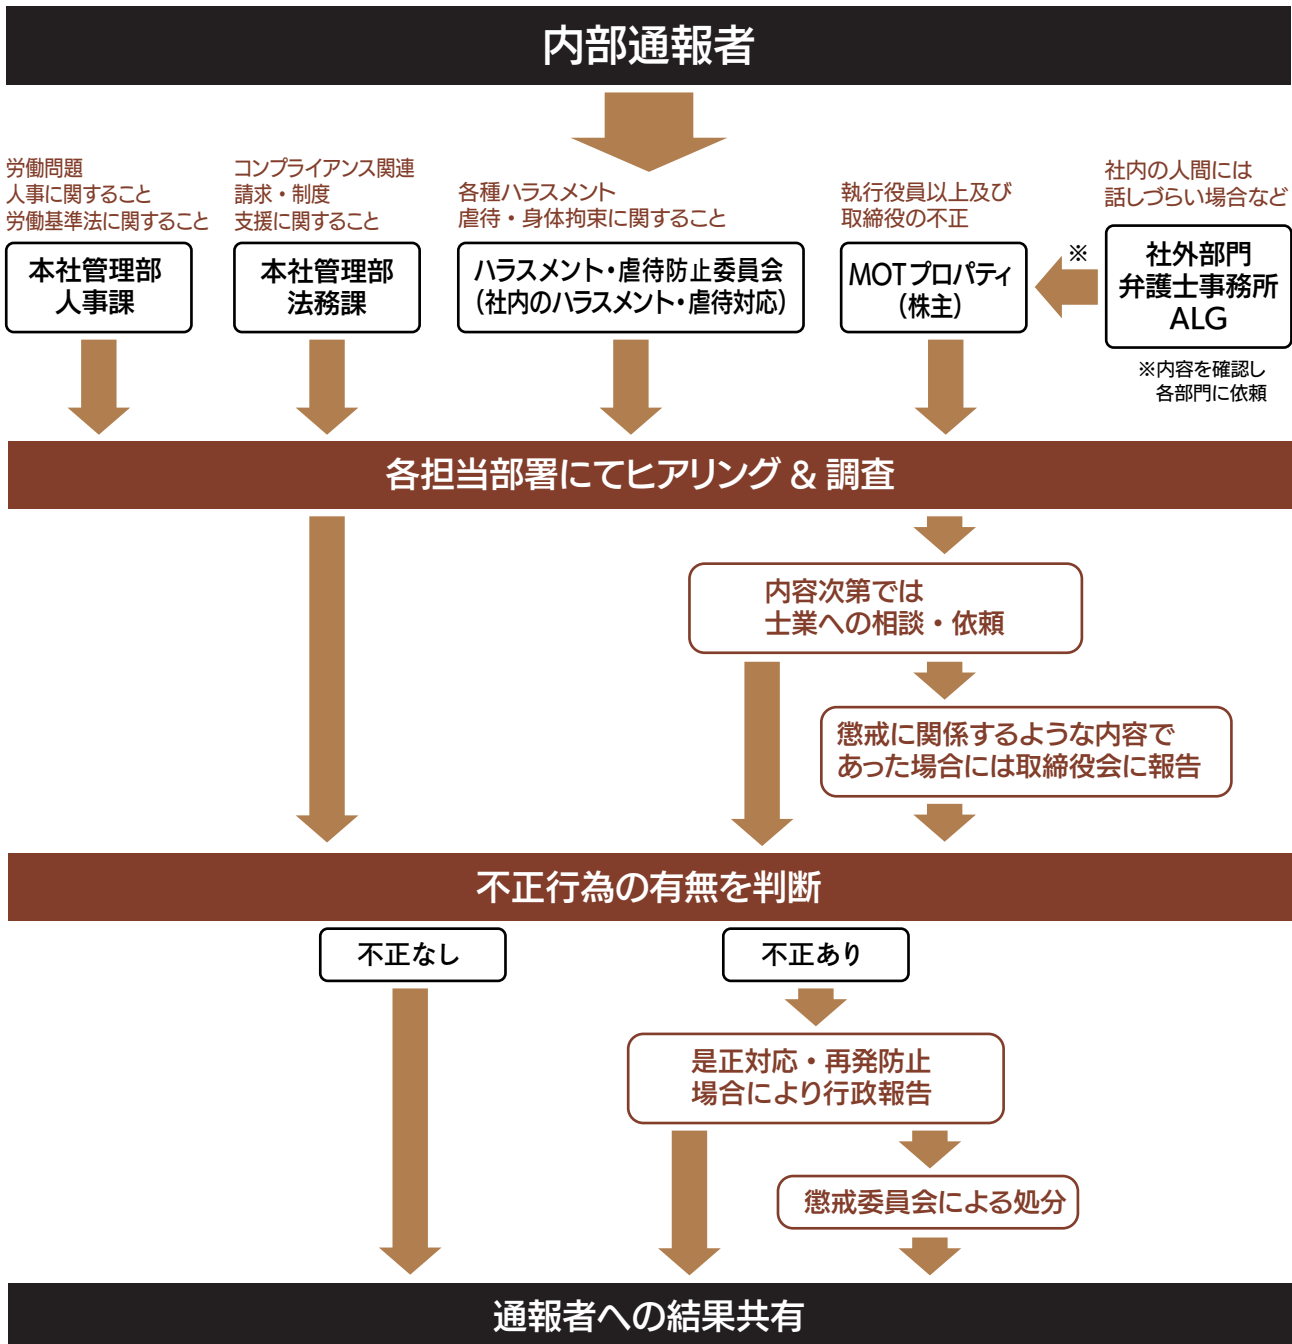 内部通報者
労働問題
人事に関すること
労働基準法に関すること
本社管理部
人事課
コンプライアンス関連
請求・制度
支援に関すること
本社管理部
法務課
各種ハラスメント
虐待・身体拘束に関すること
ハラスメント・虐待防止委員会
(社内のハラスメント・虐待対応)
執行役員以上及び
取締役の不正
MOTプロパティ
(株主)
※
社内の人間には
話しづらい場合など
社外部門
弁護士事務所
ALG
※内容を確認し
各部門に依頼
各担当部署にてヒアリング & 調査
内容次第では
士業への相談・依頼
懲戒に関係するような内容で
あった場合には取締役会に報告
不正行為の有無を判断
不正なし
不正あり
是正対応・再発防止
場合により行政報告
懲戒委員会による処分
通報者への結果共有